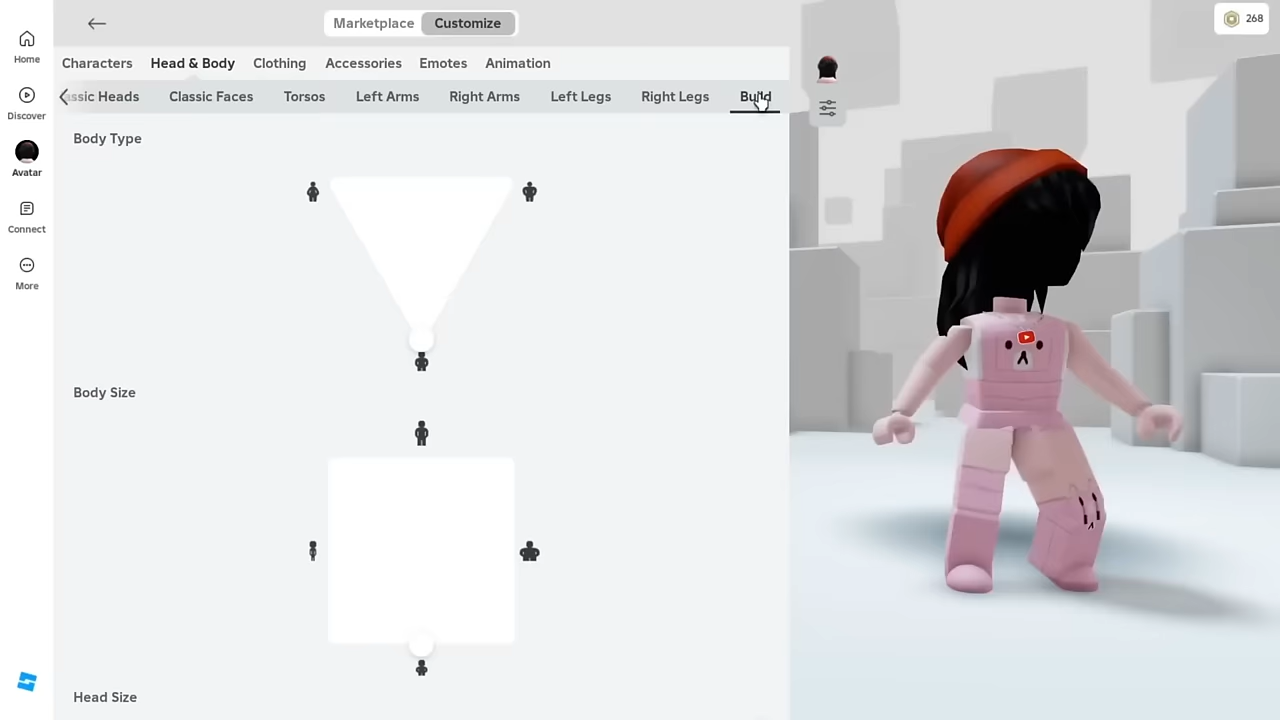 Marketplace Customize
268
Home
Discover
Avatar
Connect
More
Characters Head & Body Clothing Accessories Emotes Animation
assic Heads Classic Faces Torsos Left Arms Right Arms Left Legs Right Legs Build
Body Type
Body Size
Head Size